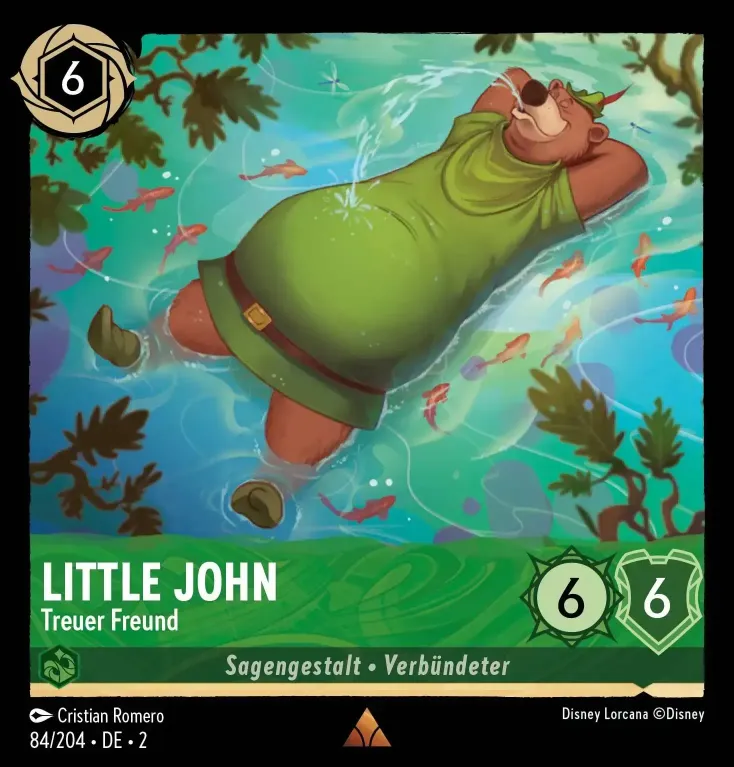 6
LITTLE JOHN
Treuer Freund
6 6
Sagengestalt • Verbündeter
Cristian Romero
Disney Lorcana ©Disney
84/204 • DE • 2